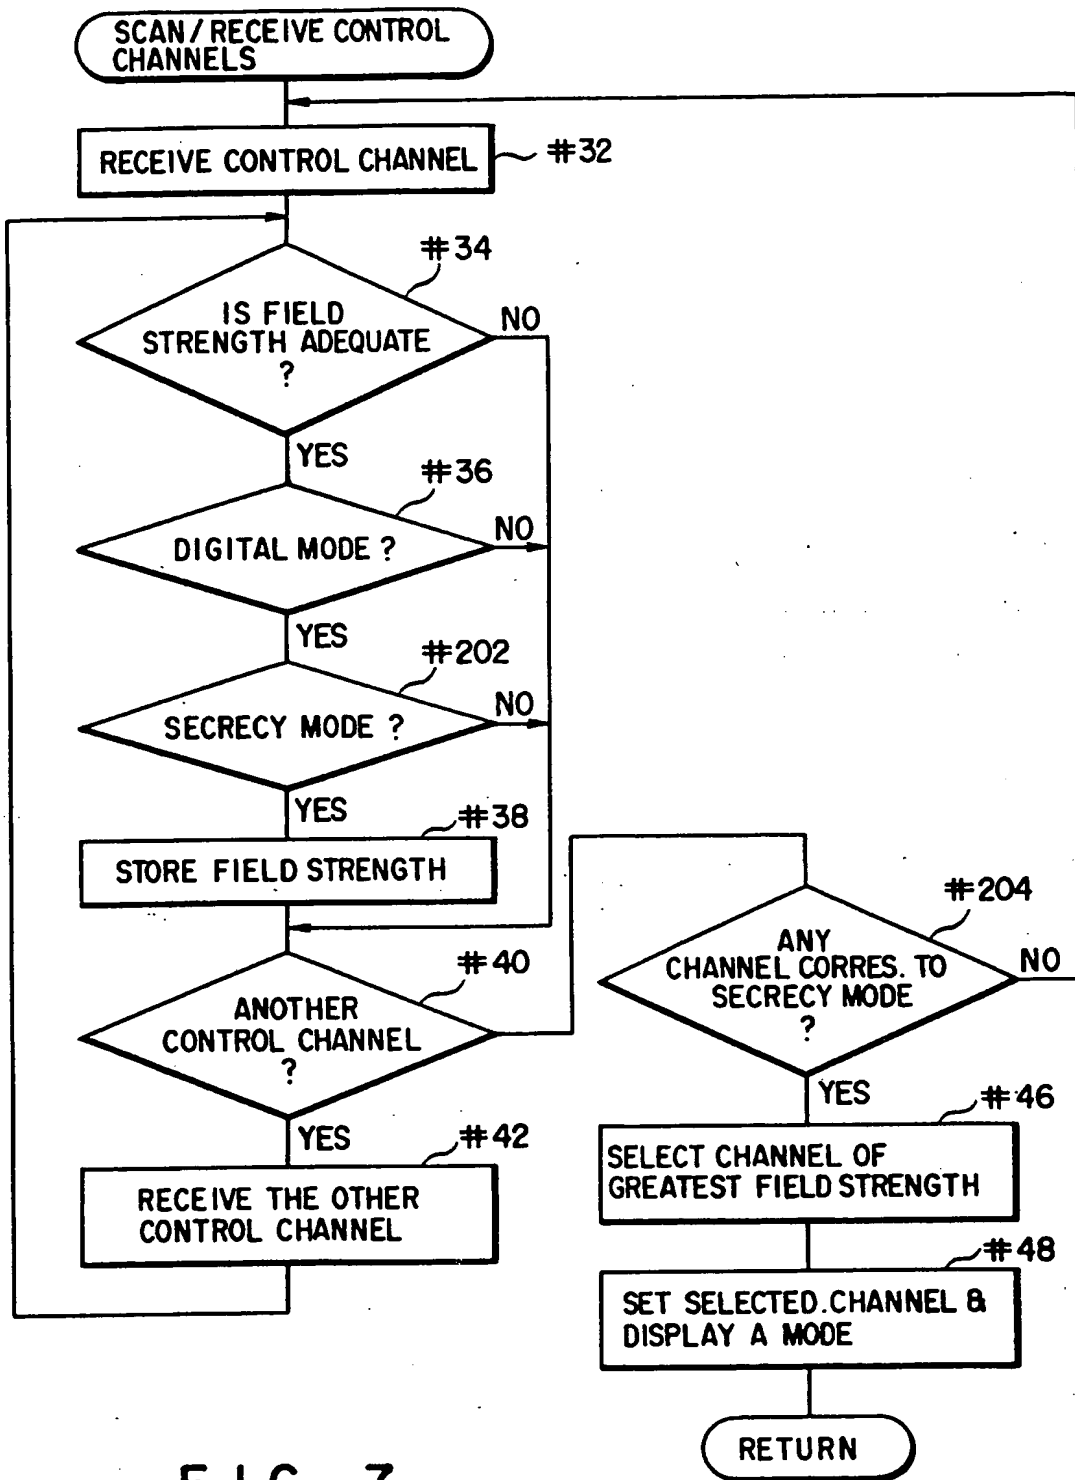 SCAN / RECEIVE CONTROL
CHANNELS
RECEIVE CONTROL CHANNEL
#32
#34
IS FIELD
STRENGTH ADEQUATE
?
NO
YES
#36
DIGITAL MODE ?
NO
YES
#202
SECRECY MODE ?
NO
YES
#38
STORE FIELD STRENGTH
#40
ANOTHER
CONTROL CHANNEL
?
YES
#42
RECEIVE THE OTHER
CONTROL CHANNEL
#204
ANY
CHANNEL CORRES. TO
SECRECY MODE
?
NO
YES
#46
SELECT CHANNEL OF
GREATEST FIELD STRENGTH
#48
SET SELECTED.CHANNEL &
DISPLAY A MODE
RETURN